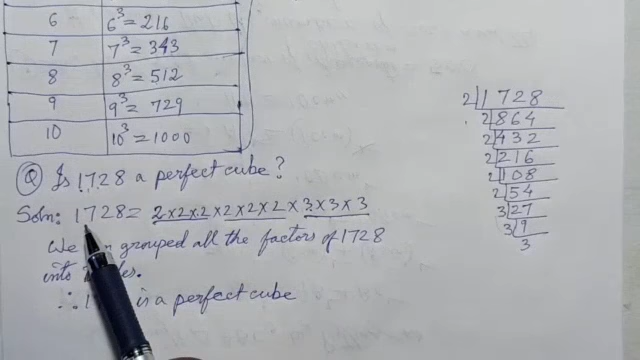 6 6³ = 216
7 7³ = 343
8 8³ = 512
9 9³ = 729
10 10³ = 1000
Q Is 1728 a perfect cube?
Soln: 1728 = 2×2×2×2×2×2×3×3×3
We grouped all the factors of 1728
into
∴ is a perfect cube
2 1728
2 864
2 432
2 216
2 108
2 54
3 27
3 9
3